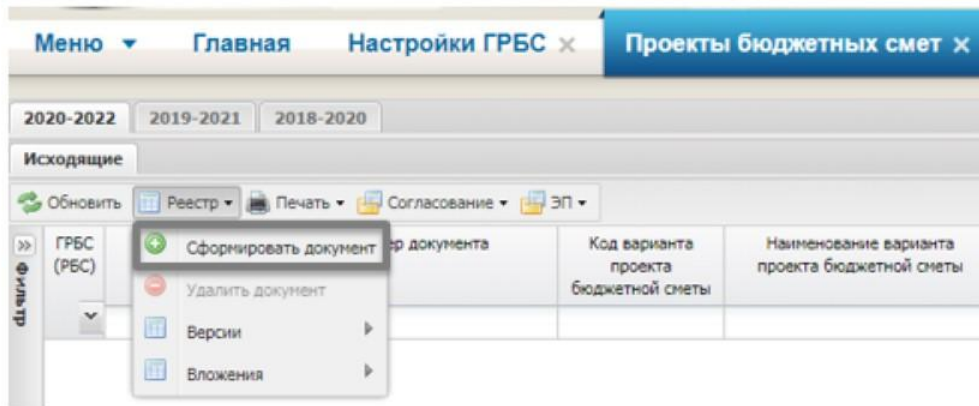 Меню Главная Настройки ГРБС × Проекты бюджетных смет ×
2020-2022 2019-2021 2018-2020
Исходящие
Обновить Реестр Печать Согласование ЭП
Фильтр
ГРБС
(РБС)
ер документа
Код варианта
проекта
бюджетной сметы
Наименование варианта
проекта бюджетной сметы
Сформировать документ
Удалить документ
Версии
Вложения